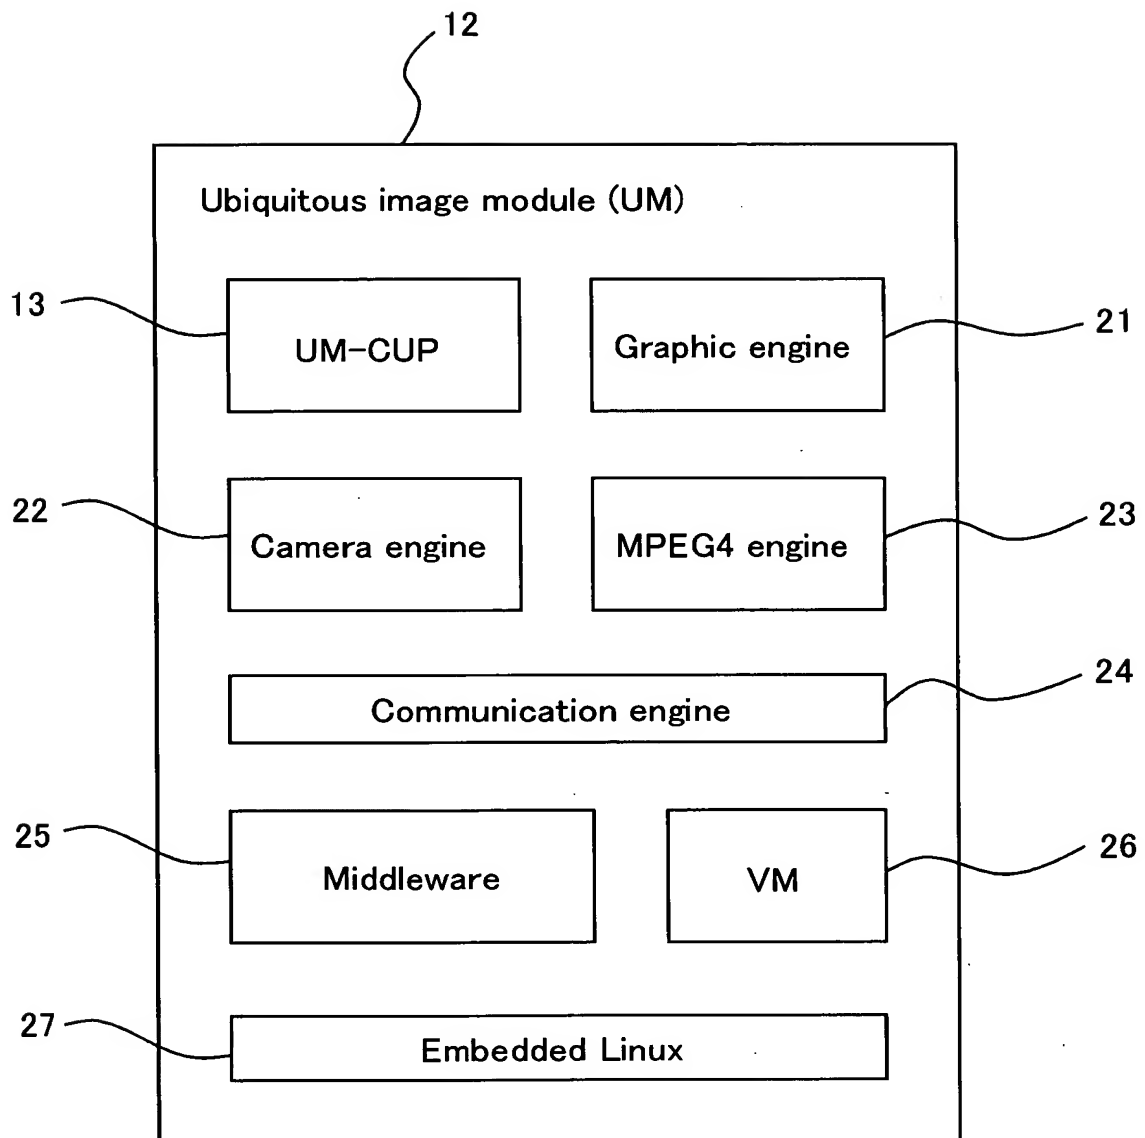 12
Ubiquitous image module (UM)
13
UM-CUP
Graphic engine
21
22
Camera engine
MPEG4 engine
23
Communication engine
24
25
Middleware
VM
26
27
Embedded Linux